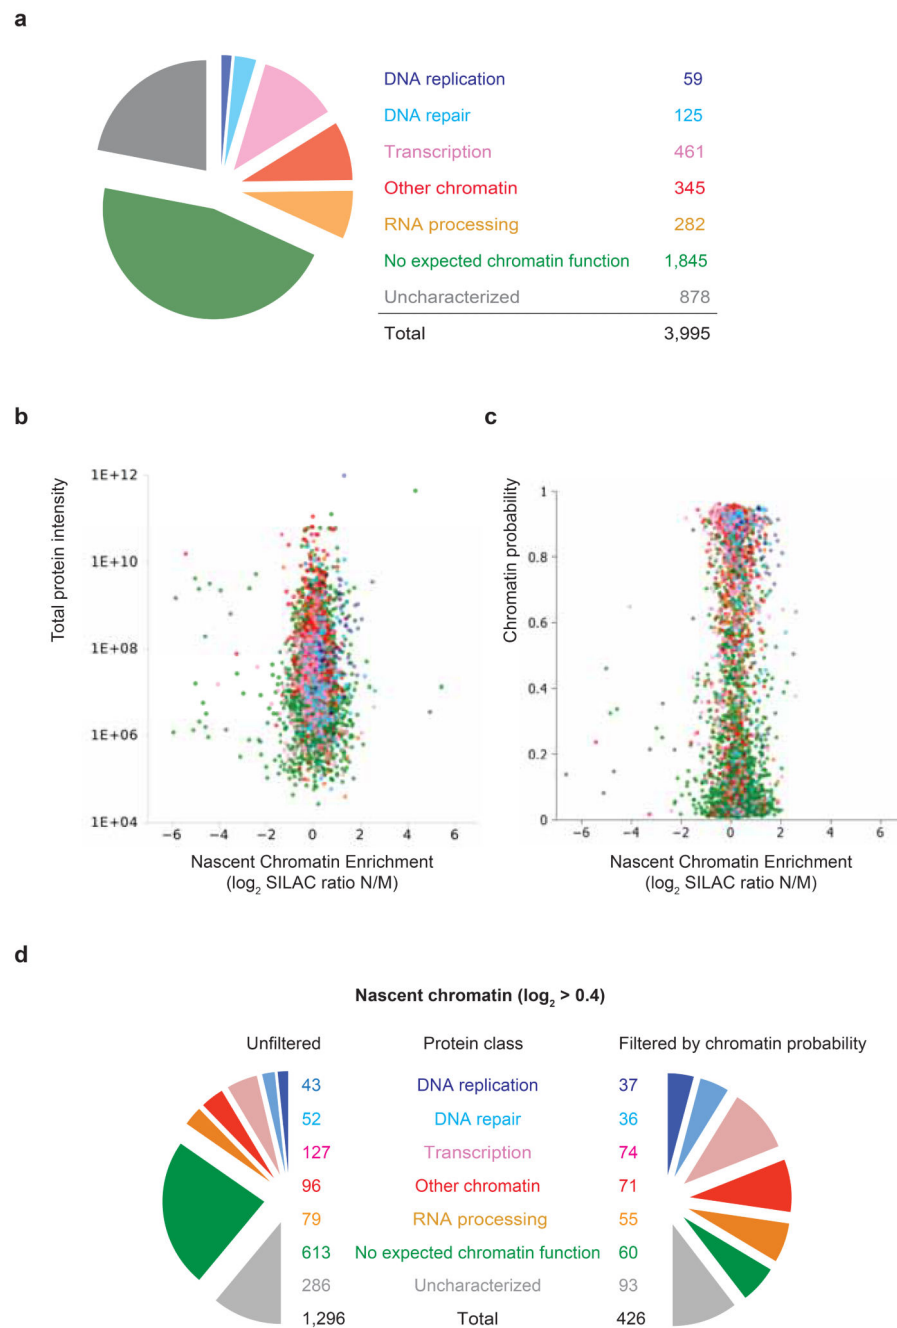 a
DNA replication 59
DNA repair 125
Transcription 461
Other chromatin 345
RNA processing 282
No expected chromatin function 1,845
Uncharacterized 878
Total 3,995
b
Total protein intensity
1E+12
1E+10
1E+08
1E+06
1E+04
−6 −4 −2 0 2 4 6
Nascent Chromatin Enrichment
(log2 SILAC ratio N/M)
c
Chromatin probability
1
0.8
0.6
0.4
0.2
0
−6 −4 −2 0 2 4 6
Nascent Chromatin Enrichment
(log2 SILAC ratio N/M)
d
Nascent chromatin (log2 > 0.4)
Unfiltered Protein class Filtered by chromatin probability
43 DNA replication 37
52 DNA repair 36
127 Transcription 74
96 Other chromatin 71
79 RNA processing 55
613 No expected chromatin function 60
286 Uncharacterized 93
1,296 Total 426